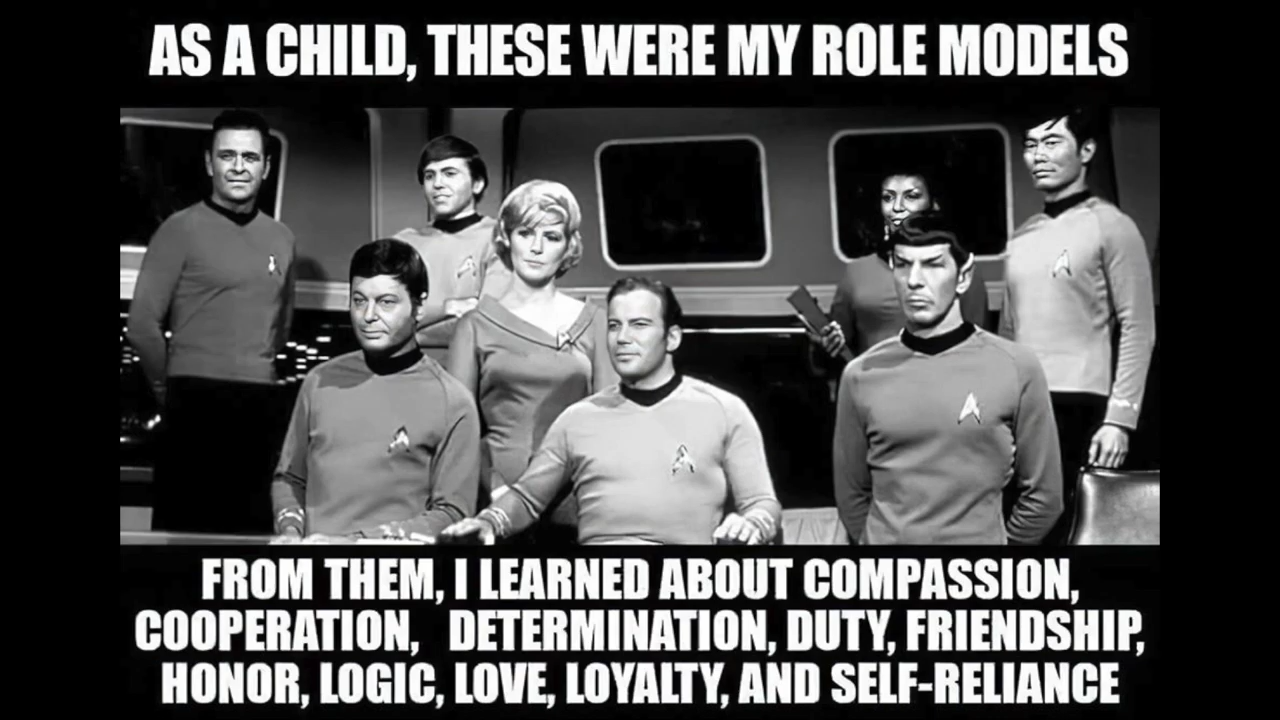 AS A CHILD, THESE WERE MY ROLE MODELS
FROM THEM, I LEARNED ABOUT COMPASSION,
COOPERATION, DETERMINATION, DUTY, FRIENDSHIP,
HONOR, LOGIC, LOVE, LOYALTY, AND SELF-RELIANCE